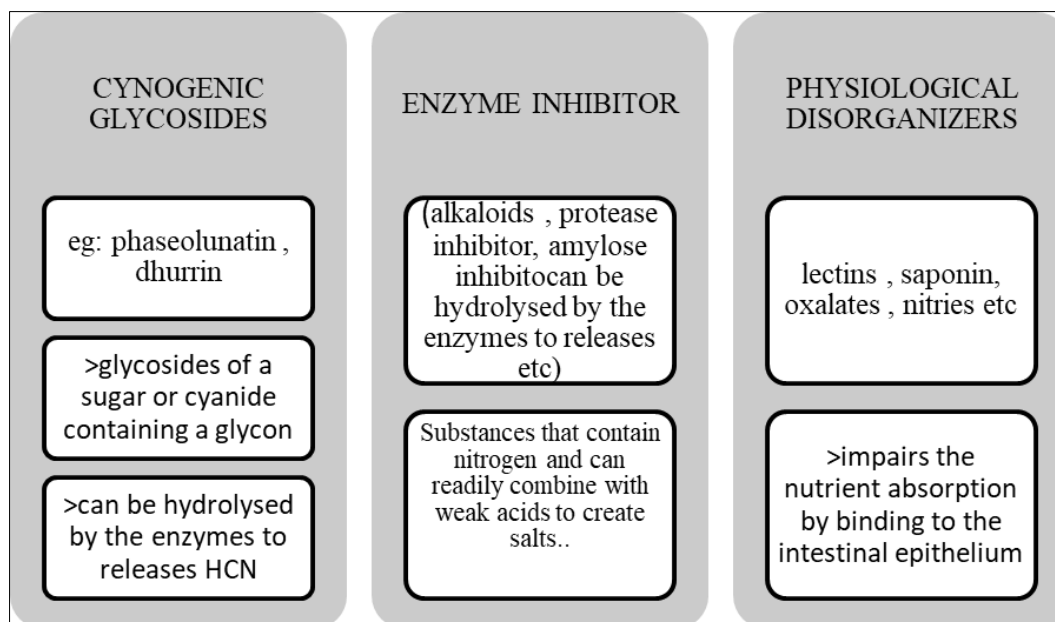 CYNOGENIC
GLYCOSIDES
eg: phaseolunatin ,
dhurrin
>glycosides of a
sugar or cyanide
containing a glycon
>can be hydrolysed
by the enzymes to
releases HCN
ENZYME INHIBITOR
(alkaloids , protease
inhibitor, amylose
inhibitocan be
hydrolysed by the
enzymes to releases
etc)
Substances that contain
nitrogen and can
readily combine with
weak acids to create
salts..
PHYSIOLOGICAL
DISORGANIZERS
lectins , saponin,
oxalates , nitries etc
>impairs the
nutrient absorption
by binding to the
intestinal epithelium